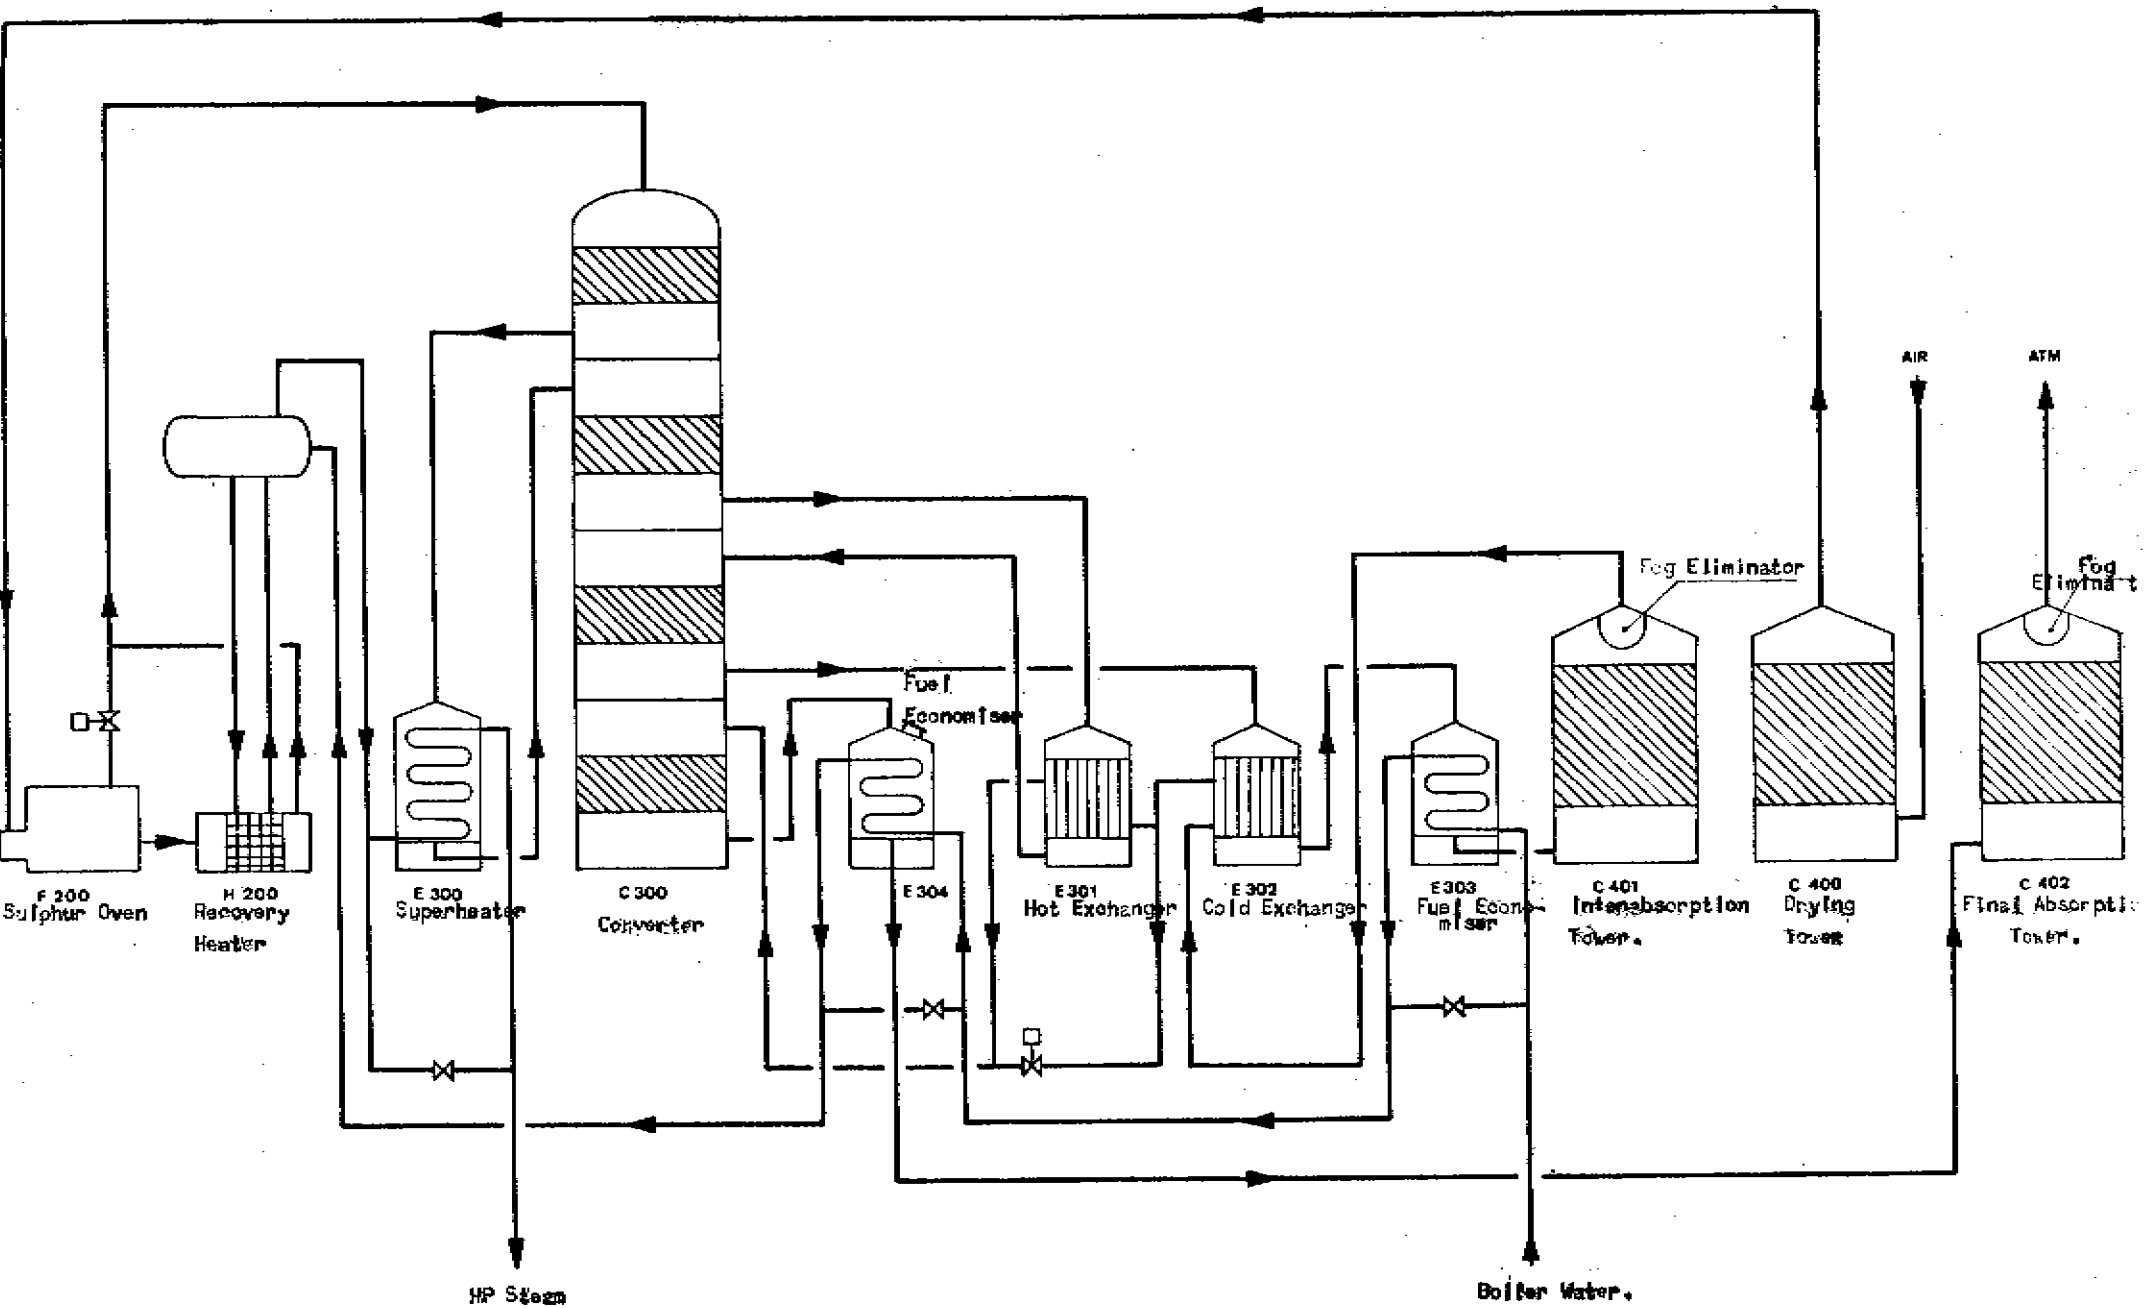 AIR
ATM
Fog Eliminator
Fog
Eliminat
Fuel
Economiser
F 200
Sulphur Oven
H 200
Recovery
Heater
E 300
Superheater
C 300
Converter
E 304
E 301
Hot Exchanger
E 302
Cold Exchanger
E 303
Fuel Econo-
miser
C 401
Intenabsorption
Tower.
C 400
Drying
Tower
C 402
Final Absorpti
Tower.
HP Steam
Boiler Water.